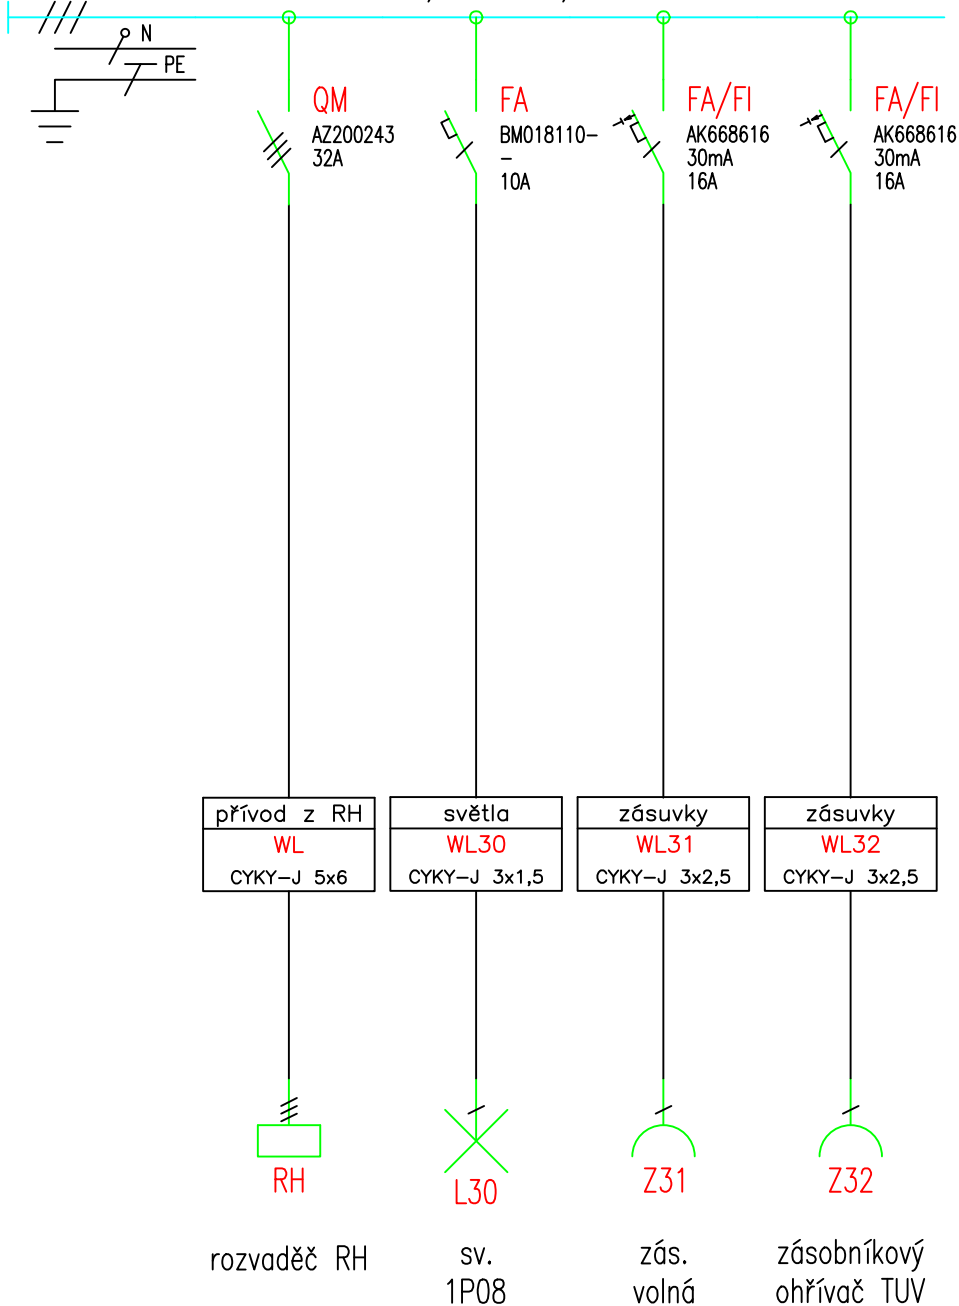 N
PE
QM
AZ200243
32A
FA
BM018110-
-
10A
FA/FI
AK668616
30mA
16A
FA/FI
AK668616
30mA
16A
přívod z RH
WL
CYKY-J 5x6
světla
WL30
CYKY-J 3x1,5
zásuvky
WL31
CYKY-J 3x2,5
zásuvky
WL32
CYKY-J 3x2,5
RH
L30
Z31
Z32
rozvaděč RH
sv.
1P08
zás.
volná
zásobníkový
ohřívač TUV